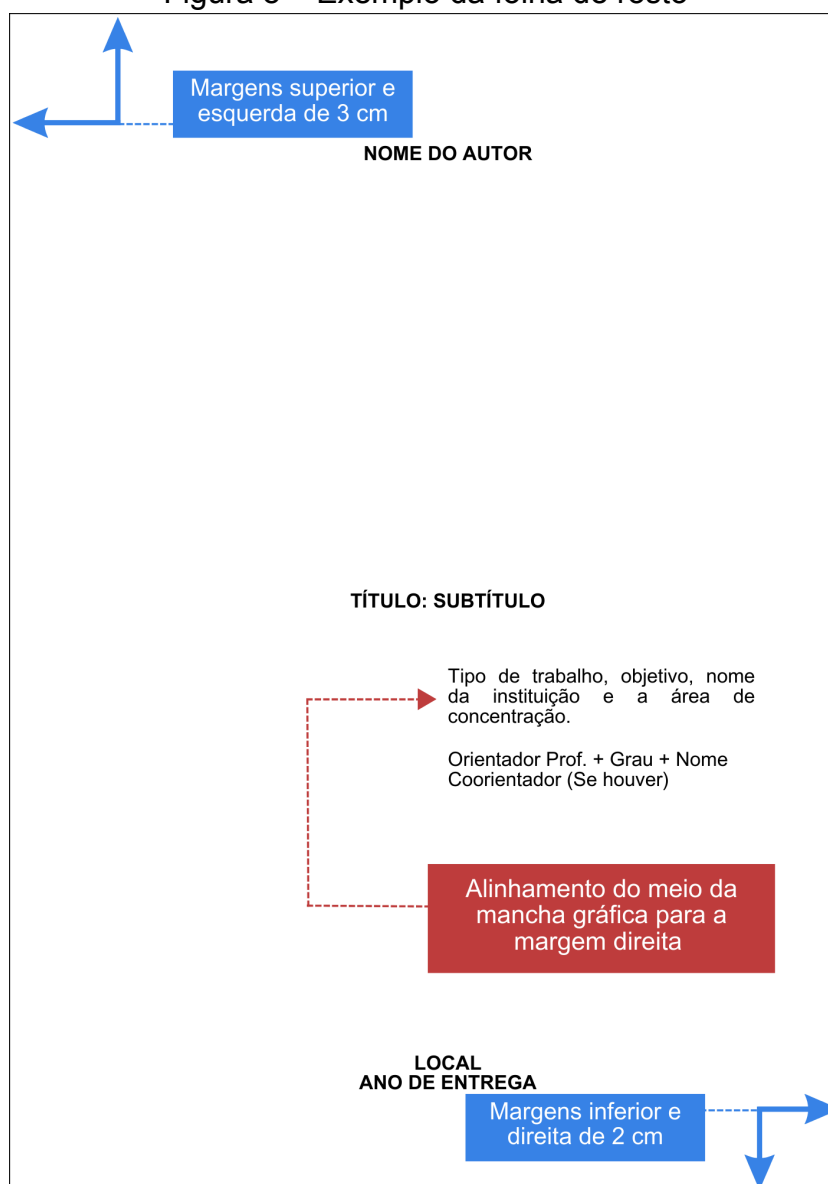 Figura – Exemplo da folha de rosto
Margens superior e
esquerda de 3 cm
NOME DO AUTOR
TÍTULO: SUBTÍTULO
Tipo de trabalho, objetivo, nome
da instituição e a área de
concentração.
Orientador Prof. + Grau + Nome
Coorientador (Se houver)
Alinhamento do meio da
mancha gráfica para a
margem direita
LOCAL
ANO DE ENTREGA
Margens inferior e
direita de 2 cm